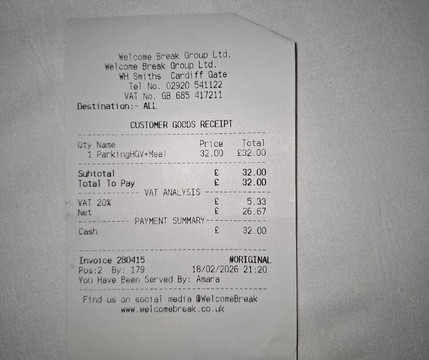 Welcome Break Group Ltd.
Welcome Break Group Ltd.
WH Smiths Cardiff Gate
Tel No. 02920 541122
VAT No. GB 685 417211
Destination:- ALL
CUSTOMER GOODS RECEIPT
Qty Name Price Total
1 ParkingHGV+Meal 32.00 £32.00
Subtotal £ 32.00
Total To Pay £ 32.00
VAT ANALYSIS
VAT 20% £ 5.33
Net £ 26.67
PAYMENT SUMMARY
Cash £ 32.00
Invoice 280415 #ORIGINAL
Pos:2 By: 179 18/02/2026 21:20
You Have Been Served By: Amara
Find us on social media @WelcomeBreak
www.welcomebreak.co.uk